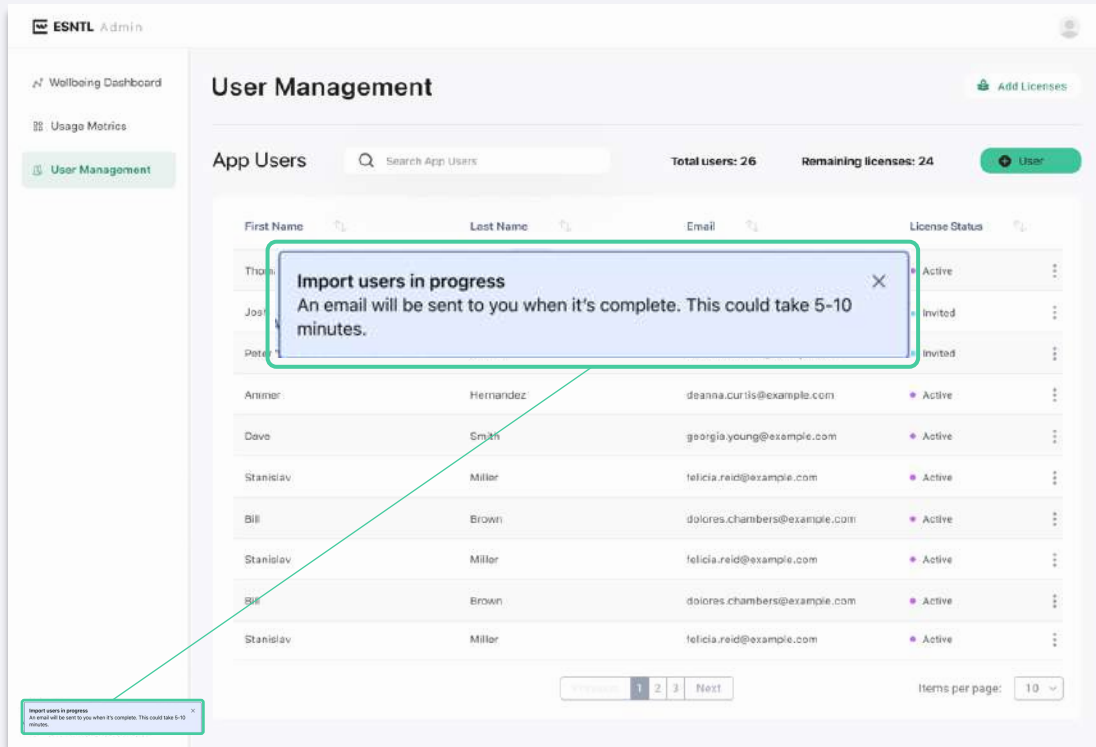 ESNTL Admin
Wellbeing Dashboard
Usage Metrics
User Management
User Management
Add Licenses
App Users
Search App Users
Total users: 26
Remaining licenses: 24
User
First Name Last Name Email License Status
Active
Invited
Invited
Import users in progress
An email will be sent to you when it's complete. This could take 5-10
minutes.
Ammer Hernandez deanna.curtis@example.com Active
Dave Smith georgia.young@example.com Active
Stanislav Miller felicia.reid@example.com Active
Bill Brown dolores.chambers@example.com Active
Stanislav Miller felicia.reid@example.com Active
Bill Brown dolores.chambers@example.com Active
Stanislav Miller felicia.reid@example.com Active
Previous 1 2 3 Next
Items per page: 10
Import users in progress
An email will be sent to you when it's complete. This could take 5-10
minutes.